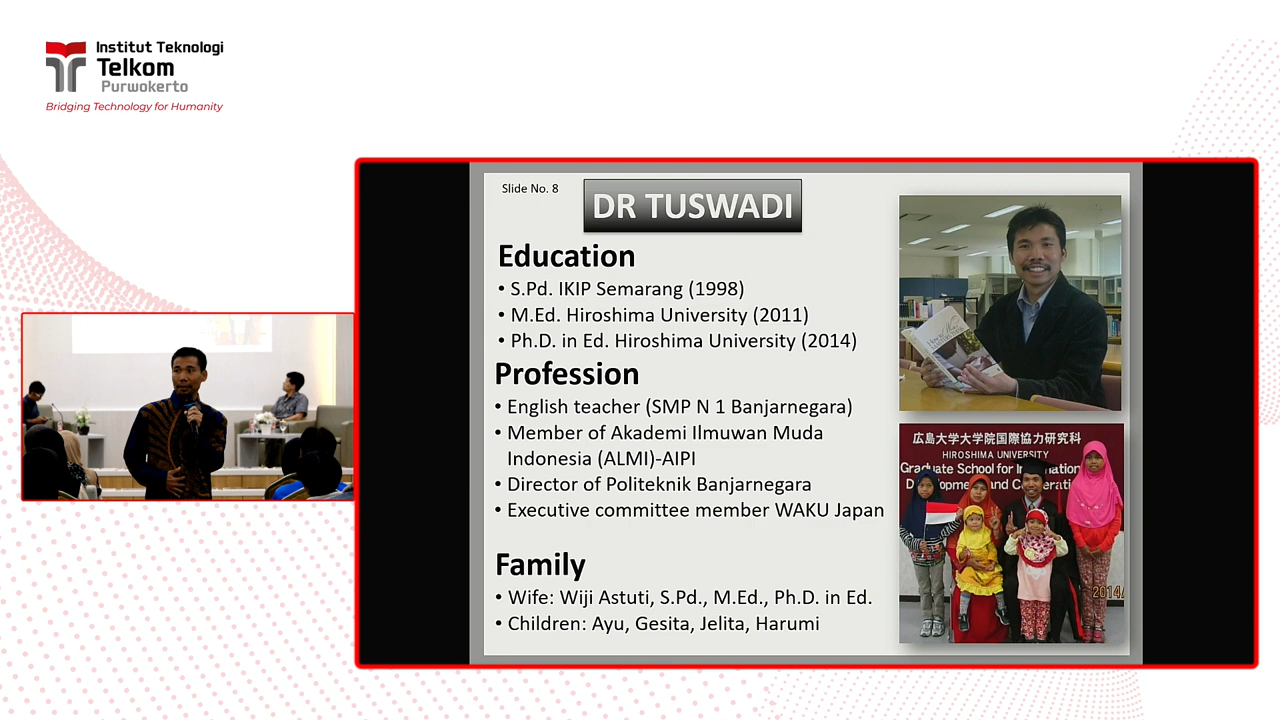 Institut Teknologi
Telkom
Purwokerto
Bridging Technology for Humanity
Slide No. 8
DR TUSWADI
Education
• S.Pd. IKIP Semarang (1998)
• M.Ed. Hiroshima University (2011)
• Ph.D. in Ed. Hiroshima University (2014)
Profession
• English teacher (SMP N 1 Banjarnegara)
• Member of Akademi Ilmuwan Muda
Indonesia (ALMI)-AIPI
• Director of Politeknik Banjarnegara
• Executive committee member WAKU Japan
Family
• Wife: Wiji Astuti, S.Pd., M.Ed., Ph.D. in Ed.
• Children: Ayu, Gesita, Jelita, Harumi
広島大学大学院国際協力研究科
HIROSHIMA UNIVERSITY
Graduate School for
and
2014